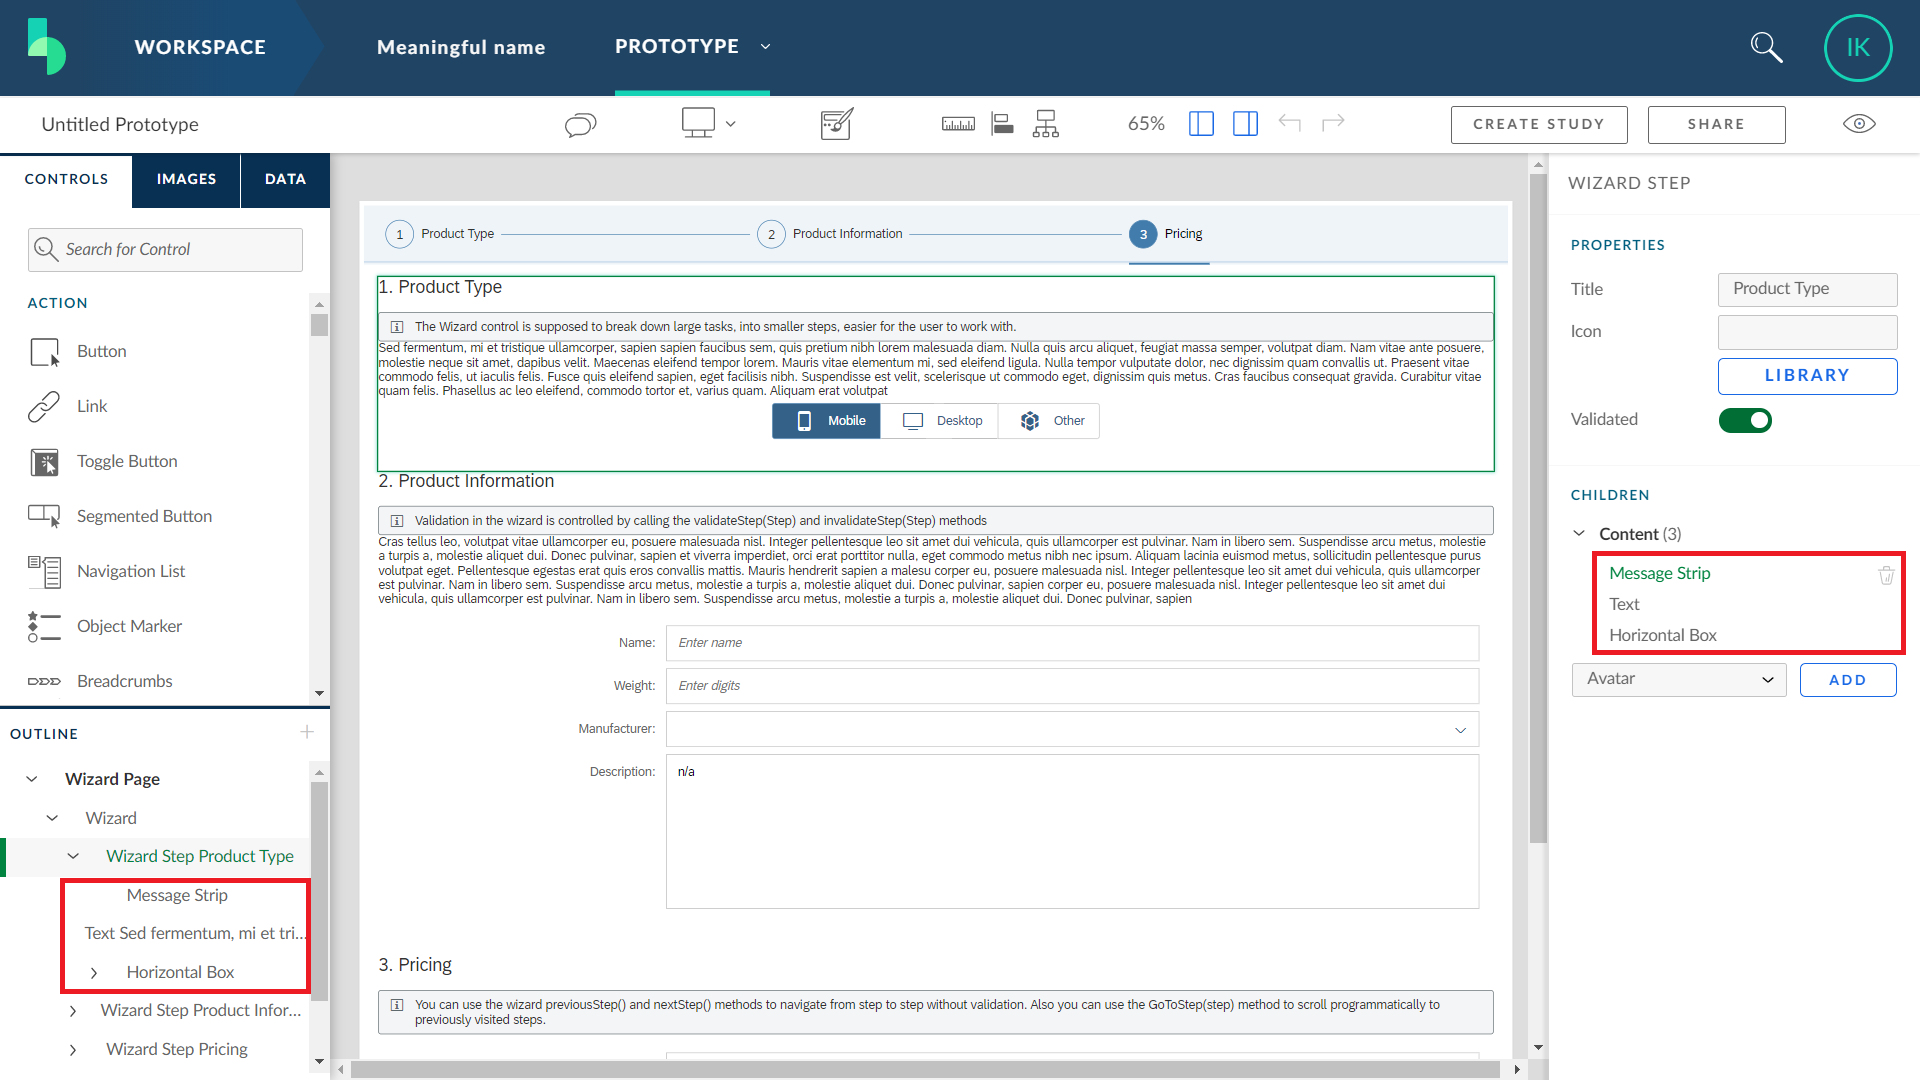 WORKSPACE
Meaningful name
PROTOTYPE
IK
Untitled Prototype
65%
CREATE STUDY
SHARE
CONTROLS
IMAGES
DATA
Search for Control
ACTION
Button
Link
Toggle Button
Segmented Button
Navigation List
Object Marker
Breadcrumbs
OUTLINE
Wizard Page
Wizard
Wizard Step Product Type
Message Strip
Text Sed fermentum, mi et tri...
Horizontal Box
Wizard Step Product Infor...
Wizard Step Pricing
1 Product Type
2 Product Information
3 Pricing
1. Product Type
The Wizard control is supposed to break down large tasks, into smaller steps, easier for the user to work with.
Sed fermentum, mi et tristique ullamcorper, sapien sapien faucibus sem, quis pretium nibh lorem malesuada diam. Nulla quis arcu aliquet, feugiat massa semper, volutpat diam. Nam vitae ante posuere,
molestie neque sit amet, dapibus velit. Maecenas eleifend tempor lorem. Mauris vitae elementum mi, sed eleifend ligula. Nulla tempor vulputate dolor, nec dignissim quam convallis ut. Praesent vitae
commodo felis, ut iaculis felis. Fusce quis eleifend sapien, eget facilisis nibh. Suspendisse est velit, scelerisque ut commodo eget, dignissim quis metus. Cras faucibus consequat gravida. Curabitur vitae
quam felis. Phasellus ac leo eleifend, commodo tortor et, varius quam. Aliquam erat volutpat
Mobile
Desktop
Other
2. Product Information
Validation in the wizard is controlled by calling the validateStep(Step) and invalidateStep(Step) methods
Cras tellus leo, volutpat vitae ullamcorper eu, posuere malesuada nisl. Integer pellentesque leo sit amet dui vehicula, quis ullamcorper est pulvinar. Nam in libero sem. Suspendisse arcu metus, molestie
a turpis a, molestie aliquet dui. Donec pulvinar, sapien et viverra imperdiet, orci erat porttitor nulla, eget commodo metus nibh nec ipsum. Aliquam lacinia euismod metus, sollicitudin pellentesque purus
volutpat eget. Pellentesque egestas erat quis eros convallis mattis. Mauris hendrerit sapien a malesu corper eu, posuere malesuada nisl. Integer pellentesque leo sit amet dui vehicula, quis ullamcorper
est pulvinar. Nam in libero sem. Suspendisse arcu metus, molestie a turpis a, molestie aliquet dui. Donec pulvinar, sapien corper eu, posuere malesuada nisl. Integer pellentesque leo sit amet dui
vehicula, quis ullamcorper est pulvinar. Nam in libero sem. Suspendisse arcu metus, molestie a turpis a, molestie aliquet dui. Donec pulvinar, sapien
Name: Enter name
Weight: Enter digits
Manufacturer:
Description: n/a
3. Pricing
You can use the wizard previousStep() and nextStep() methods to navigate from step to step without validation. Also you can use the GoToStep(step) method to scroll programmatically to
previously visited steps.
WIZARD STEP
PROPERTIES
Title Product Type
Icon
LIBRARY
Validated
CHILDREN
Content (3)
Message Strip
Text
Horizontal Box
Avatar
ADD